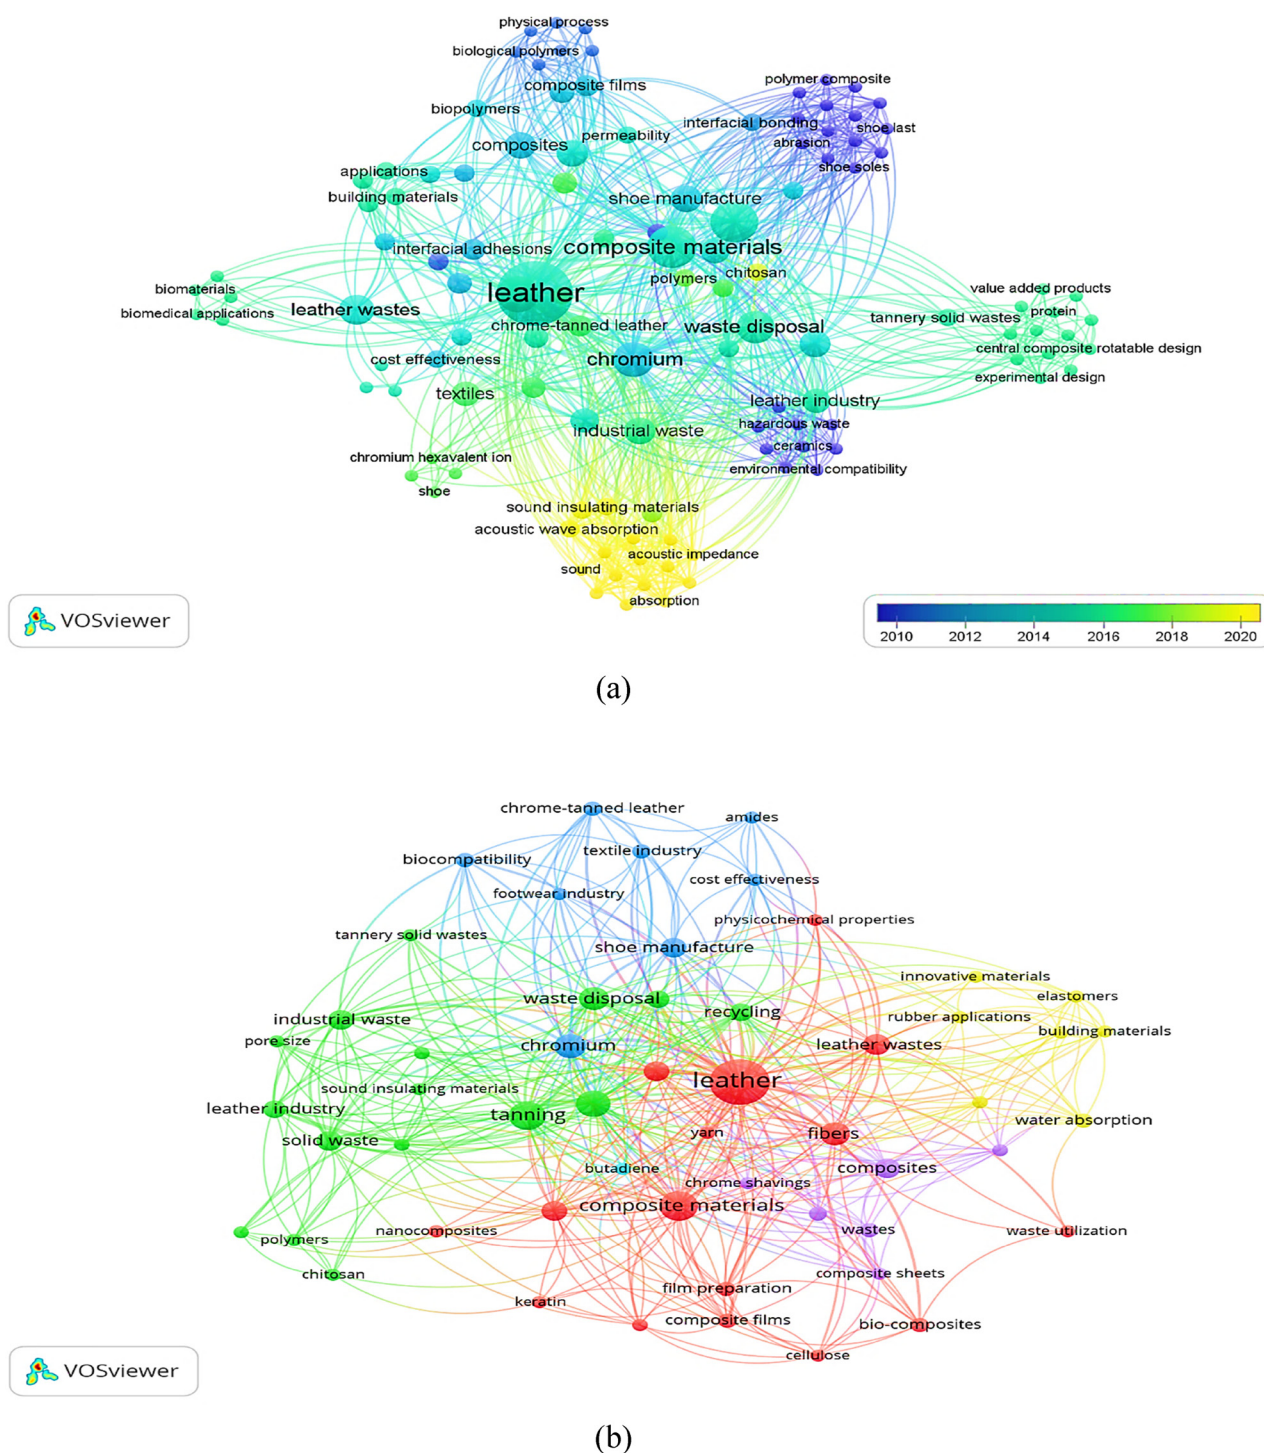 physical process
biological polymers
polymer composite
composite films
biopolymers
interfacial bonding
shoe last
permeability
abrasion
composites
shoe soles
applications
building materials
shoe manufacture
interfacial adhesions
composite materials
polymers
chitosan
biomaterials
leather
value added products
leather wastes
biomedical applications
protein
tannery solid wastes
chrome-tanned leather
waste disposal
central composite rotatable design
cost effectiveness
chromium
experimental design
textiles
leather industry
industrial waste
hazardous waste
ceramics
chromium hexavalent ion
environmental compatibility
shoe
sound insulating materials
acoustic wave absorption
acoustic impedance
sound
absorption
VOSviewer
2010 2012 2014 2016 2018 2020
(a)
chrome-tanned leather
amides
textile industry
biocompatibility
cost effectiveness
footwear industry
physicochemical properties
tannery solid wastes
shoe manufacture
innovative materials
waste disposal
elastomers
recycling
rubber applications
industrial waste
building materials
pore size
chromium
leather wastes
leather
sound insulating materials
leather industry
tanning
water absorption
yarn
fibers
solid waste
butadiene
composites
chrome shavings
composite materials
nanocomposites
wastes
waste utilization
polymers
chitosan
composite sheets
film preparation
keratin
composite films
bio-composites
cellulose
VOSviewer
(b)